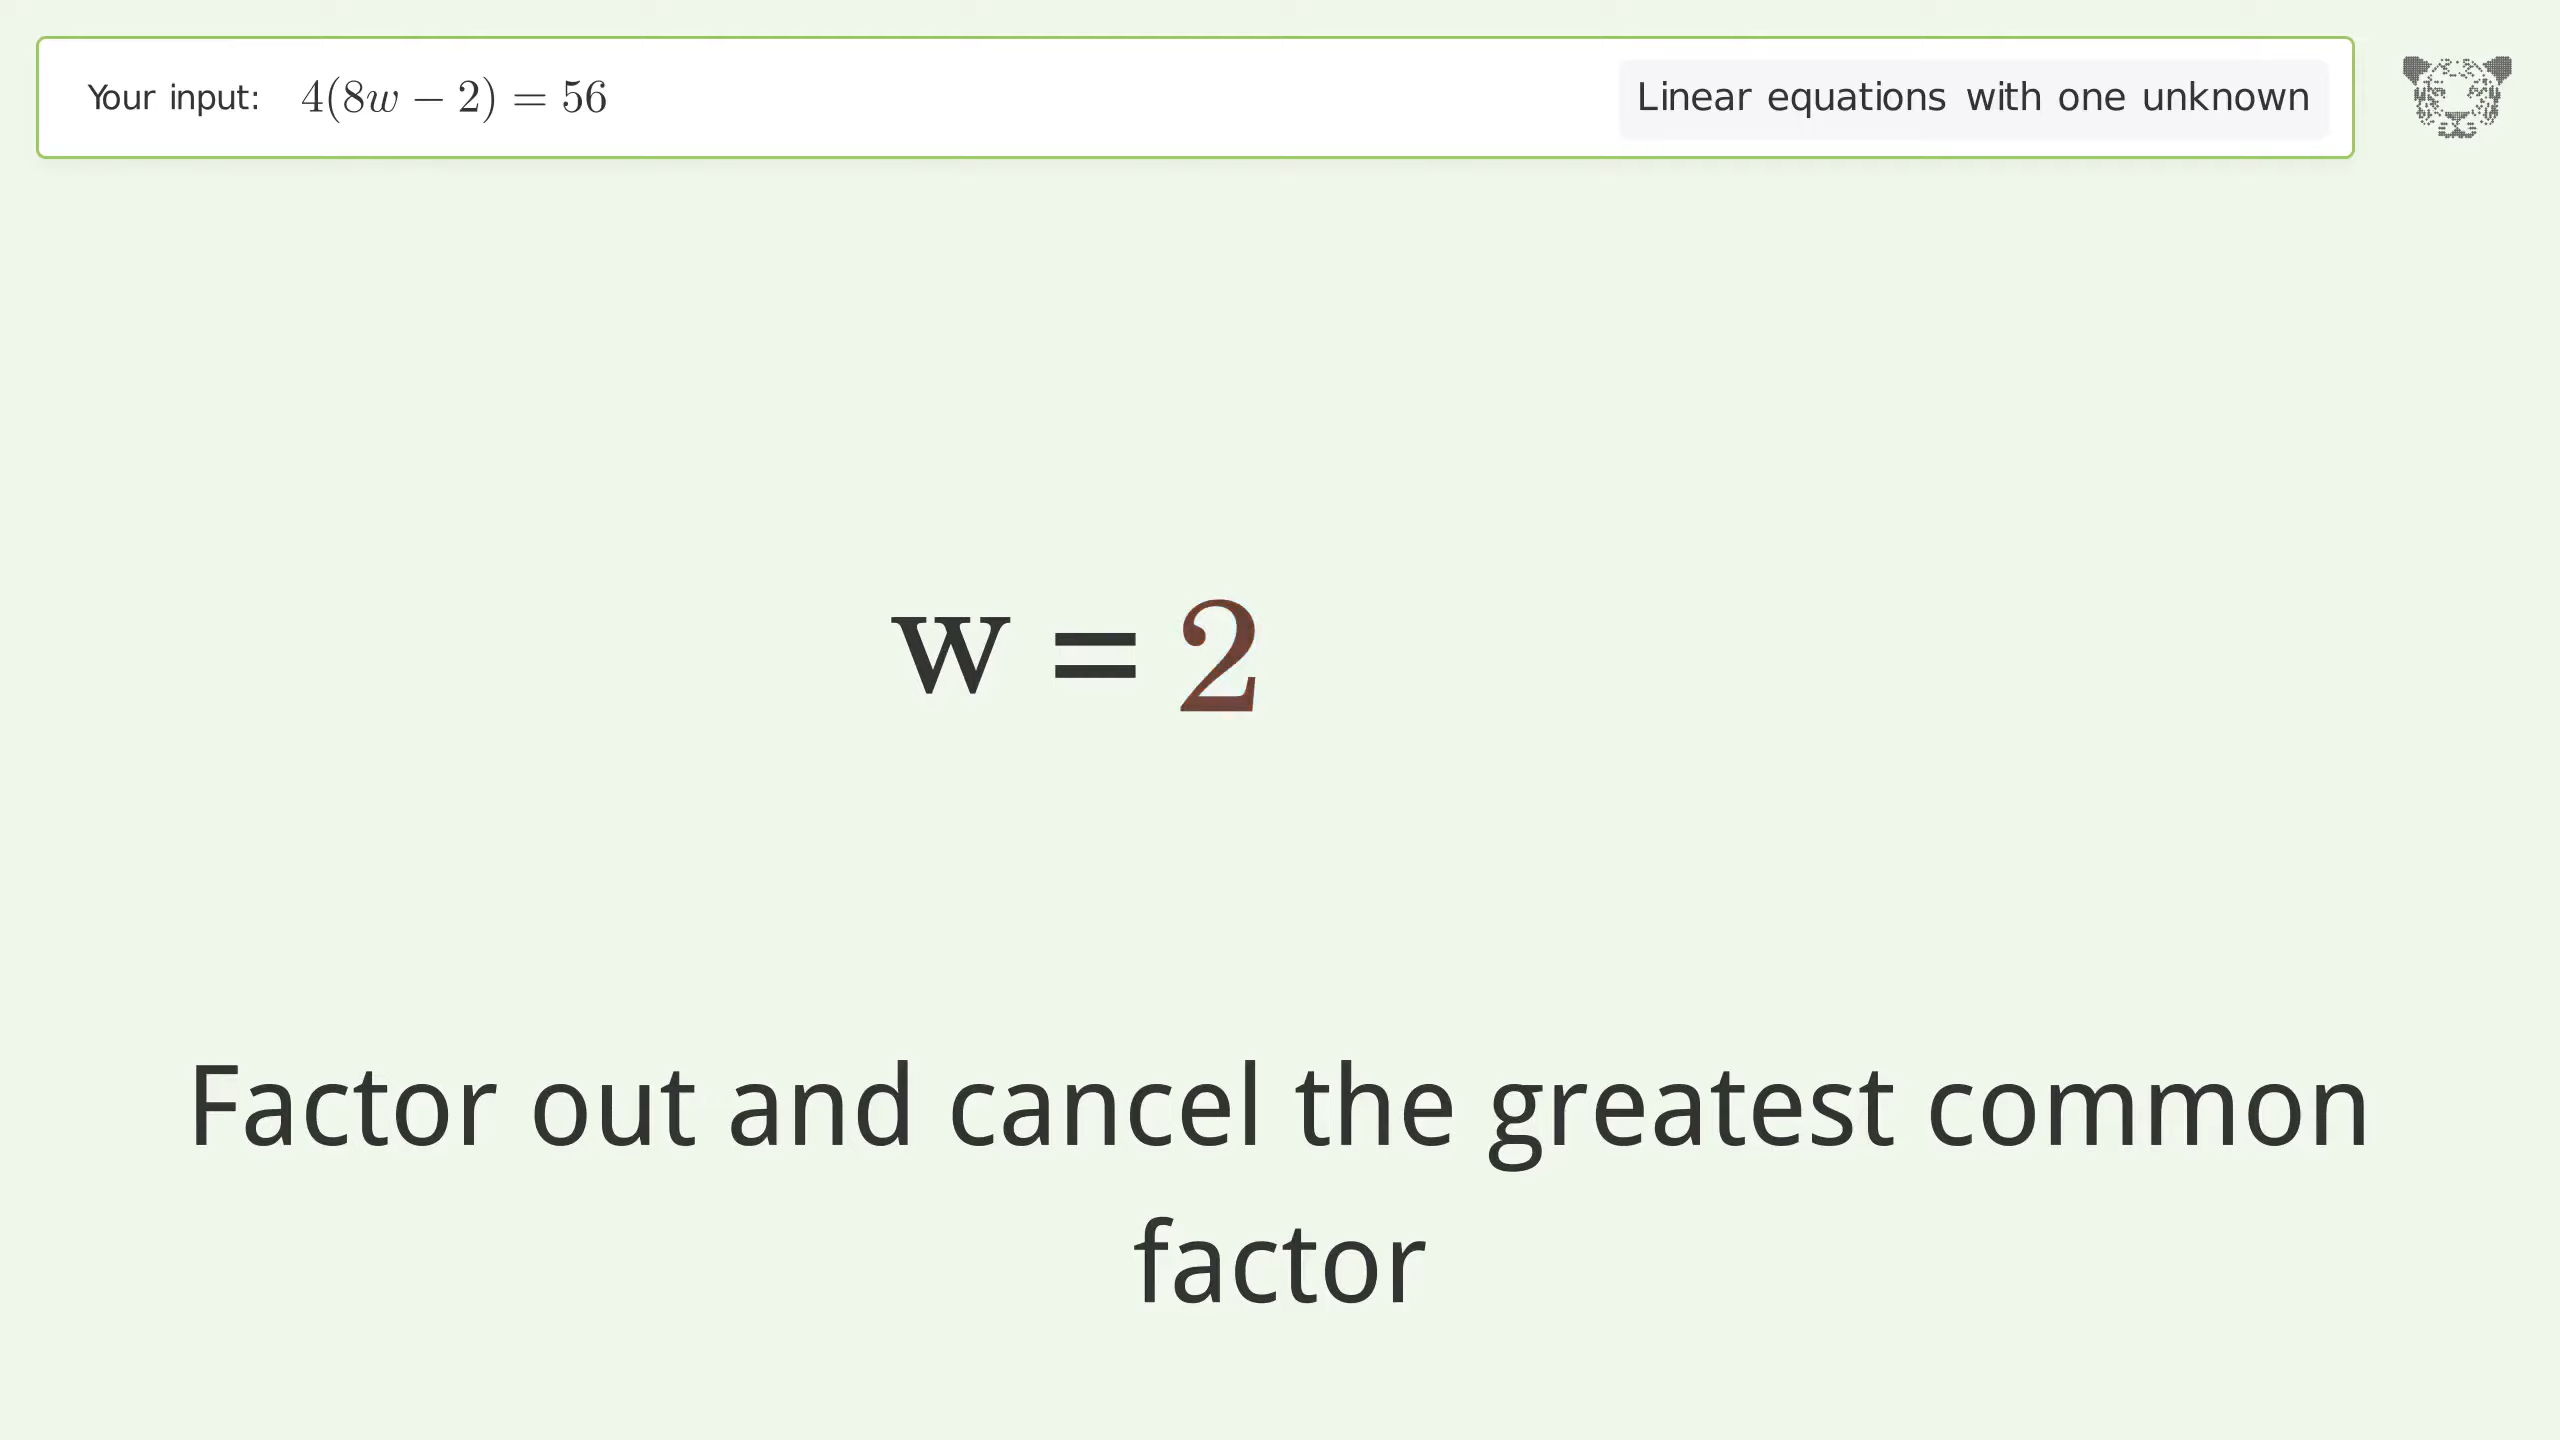 Your input: 4(8w − 2) = 56
Linear equations with one unknown
w = 2
Factor out and cancel the greatest common
factor